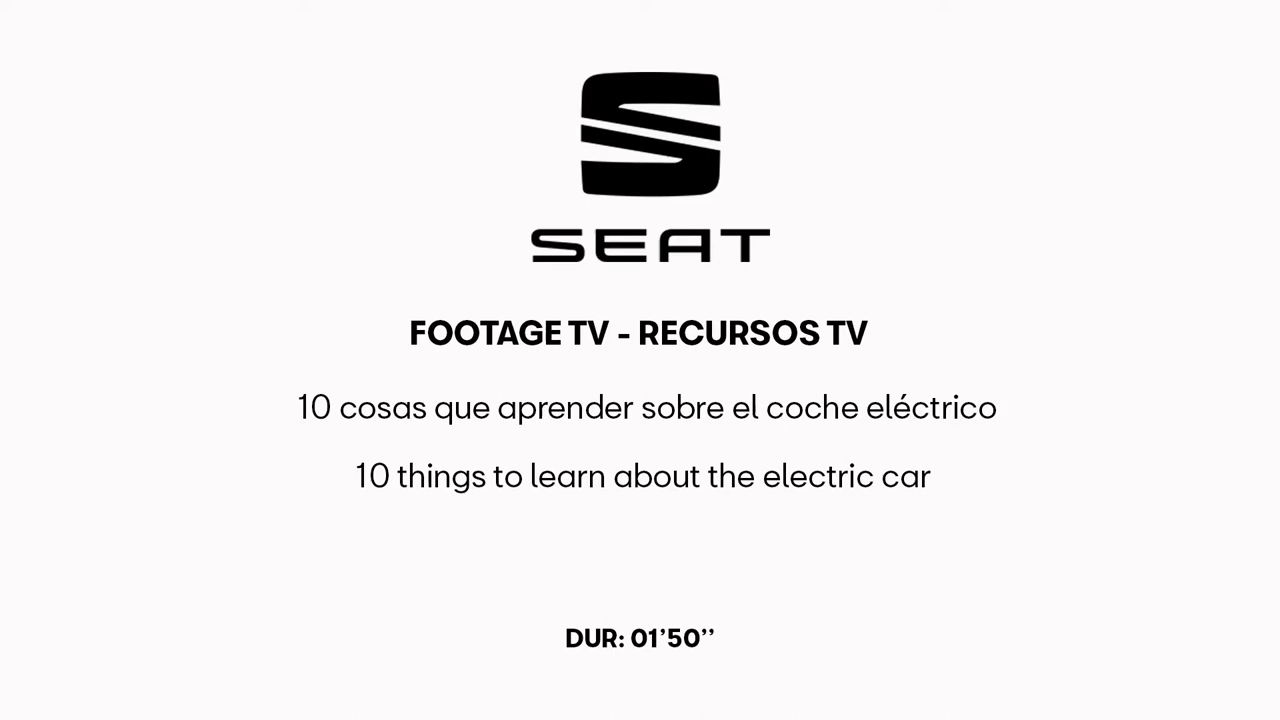 SEAT
FOOTAGE TV - RECURSOS TV
10 cosas que aprender sobre el coche eléctrico
10 things to learn about the electric car
DUR: 01’50’’